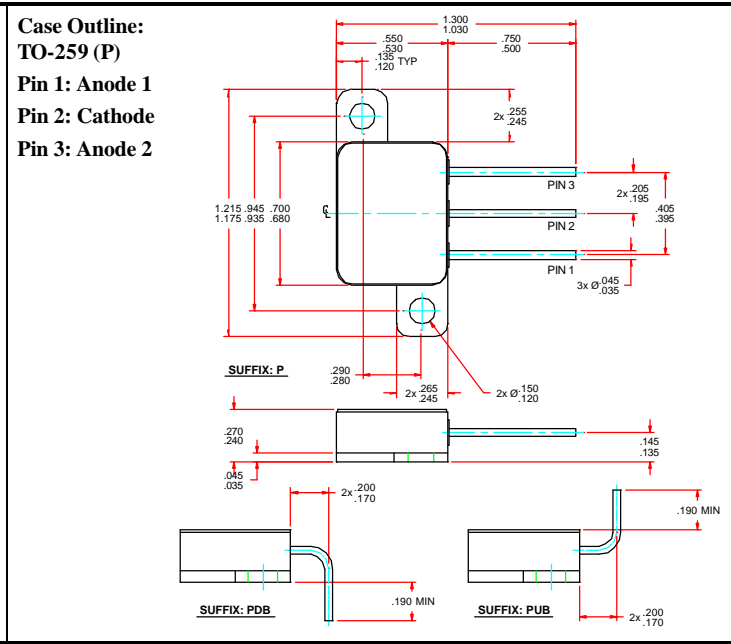 Case Outline:
TO-259 (P)
Pin 1: Anode 1
Pin 2: Cathode
Pin 3: Anode 2
1.300
1.030
.550
.530
.750
.500
.135
.120 TYP
2x .255
.245
PIN 3
2x .205
.195
1.215 .945 .700
1.175 .935 .680
℄
PIN 2
.405
.395
PIN 1
3x Ø.045
.035
SUFFIX: P
.290
.280
2x .265
.245
2x Ø.150
.120
.270
.240
.145
.135
.045
.035
2x .200
.170
.190 MIN
.190 MIN
SUFFIX: PDB
SUFFIX: PUB
2x .200
.170